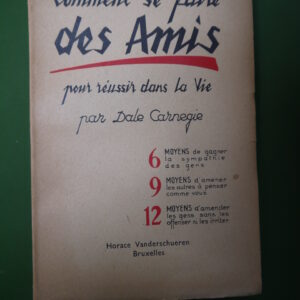 Comment se faire
des Amis
pour réussir dans la Vie
par Dale Carnegie
6 MOYENS de gagner
la sympathie
des gens
9 MOYENS d'amener
les autres à penser
comme vous
12 MOYENS d'amender
les gens sans les
offenser ni les irriter
Horace Vanderschueren
Bruxelles